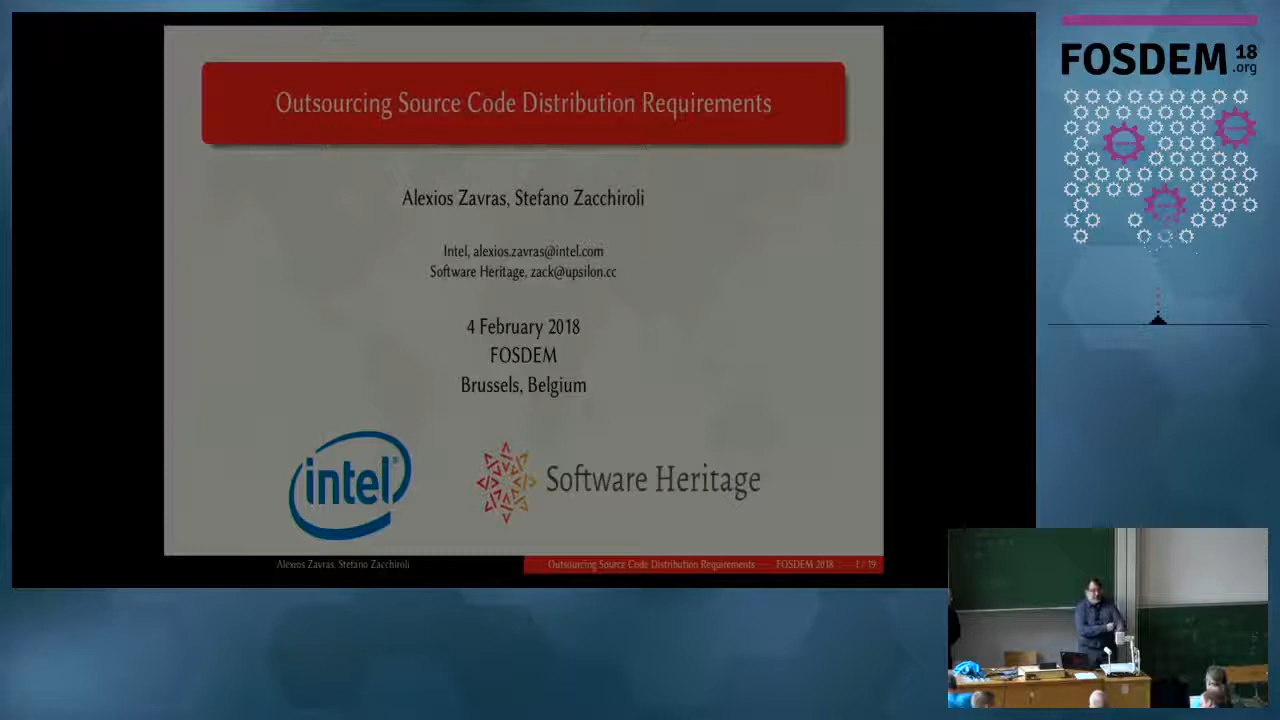 Outsourcing Source Code Distribution Requirements
Alexios Zavras, Stefano Zacchiroli
Intel, alexios.zavras@intel.com
Software Heritage, zack@upsilon.cc
4 February 2018
FOSDEM
Brussels, Belgium
intel®
Software Heritage
Alexios Zavras, Stefano Zacchiroli
Outsourcing Source Code Distribution Requirements — FOSDEM 2018 — 1 / 19
FOSDEM 18
.org